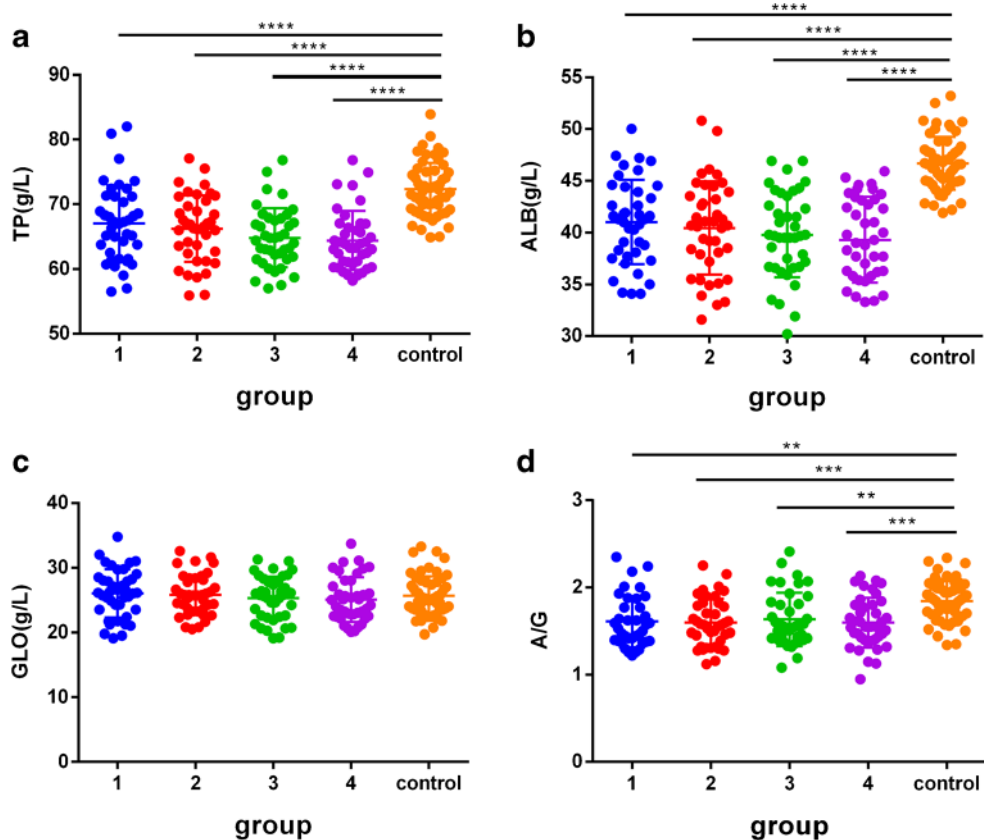 a
****
****
****
****
TP(g/L)
90
80
70
60
50
1 2 3 4 control
group
b
****
****
****
****
ALB(g/L)
55
50
45
40
35
30
1 2 3 4 control
group
c
GLO(g/L)
40
30
20
10
0
1 2 3 4 control
group
d
**
***
**
***
A/G
3
2
1
0
1 2 3 4 control
group